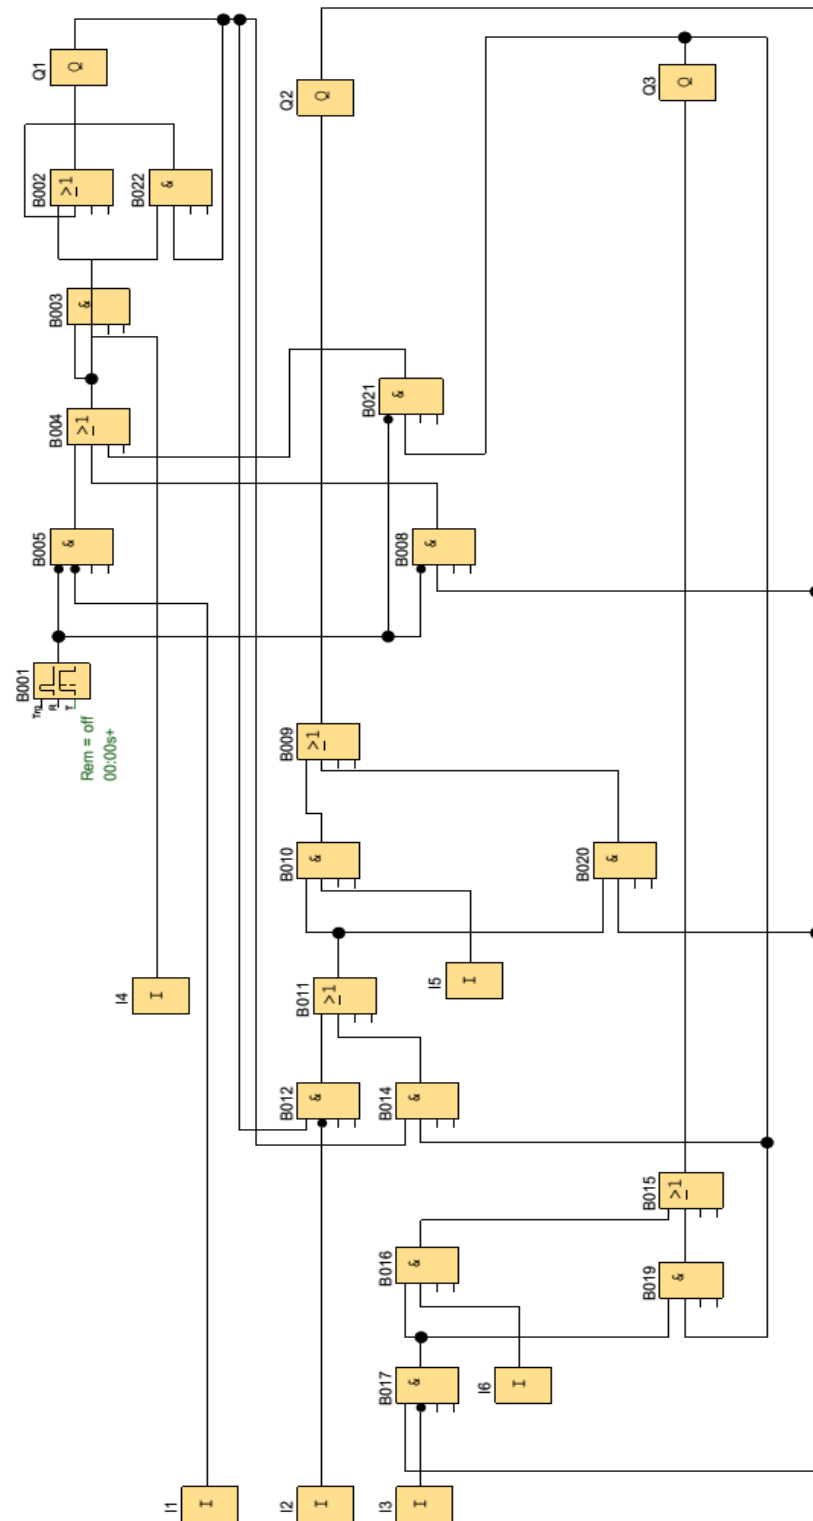 Q1
Q
Q2
Q
Q3
Q
B002
>1
B022
&
B003
&
B021
&
B004
>1
B005
&
B008
&
B001
Trg
R
T
Rem = off
00:00s+
B009
>1
B010
&
B020
&
I4
I
B011
>1
I5
I
B012
&
B014
&
B015
>1
B016
&
B019
&
B017
&
I6
I
I1
I
I2
I
I3
I